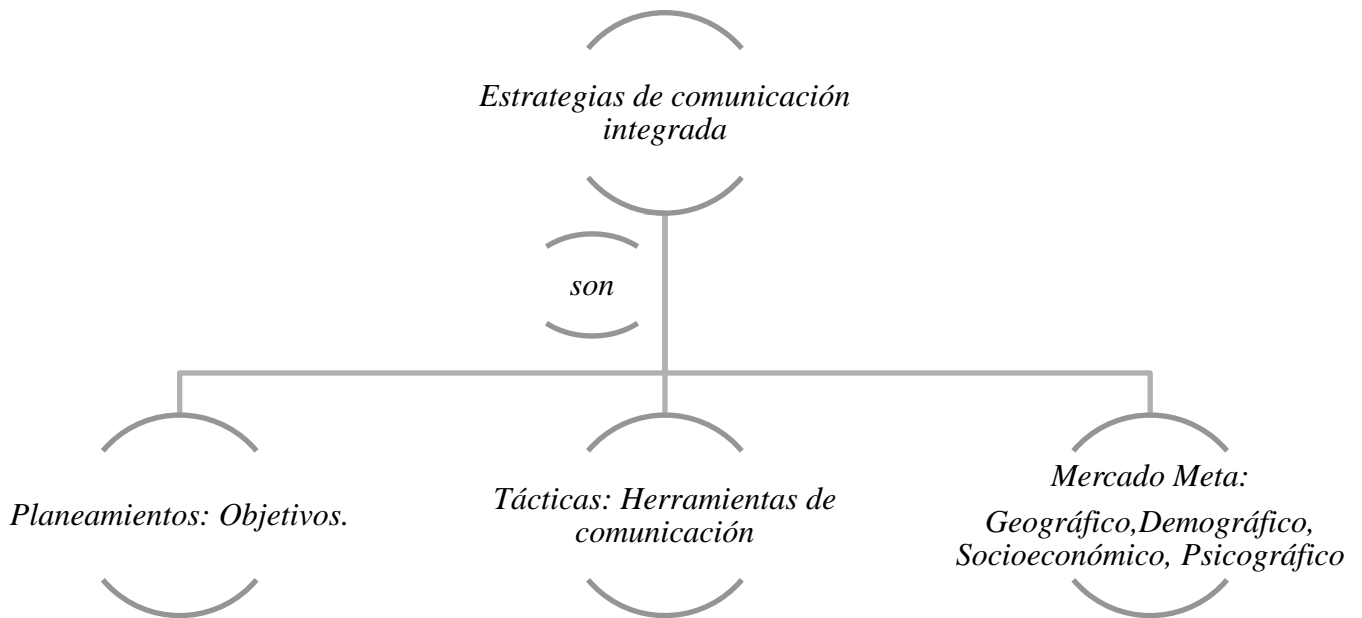 Estrategias de comunicación
integrada
son
Planeamientos: Objetivos.
Tácticas: Herramientas de
comunicación
Mercado Meta:
Geográfico,Demográfico,
Socioeconómico, Psicográfico